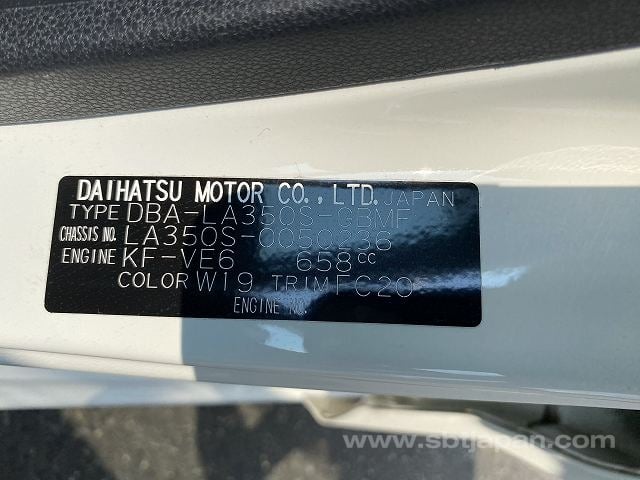 DAIHATSU MOTOR CO., LTD. JAPAN
TYPE DBA-LA350S-GBMF
CHASSIS NO. LA350S-0050236
ENGINE KF-VE6 658cc
COLOR W19 TRIM FC20
ENGINE NO.
www.sbtjapan.com